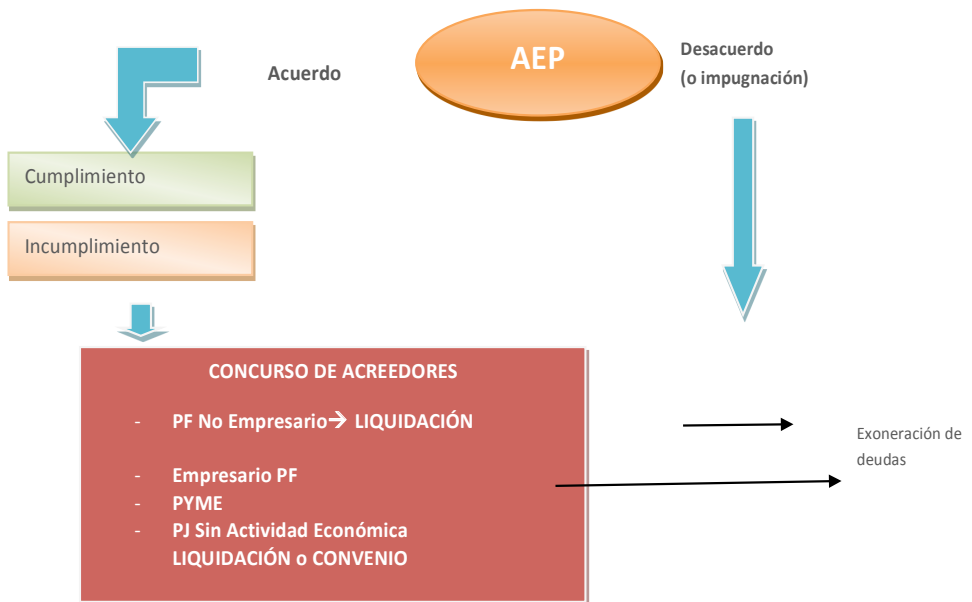 AEP
Acuerdo
Desacuerdo
(o impugnación)
Cumplimiento
Incumplimiento
CONCURSO DE ACREEDORES
- PF No Empresario→ LIQUIDACIÓN
- Empresario PF
- PYME
- PJ Sin Actividad Económica
LIQUIDACIÓN o CONVENIO
Exoneración de
deudas